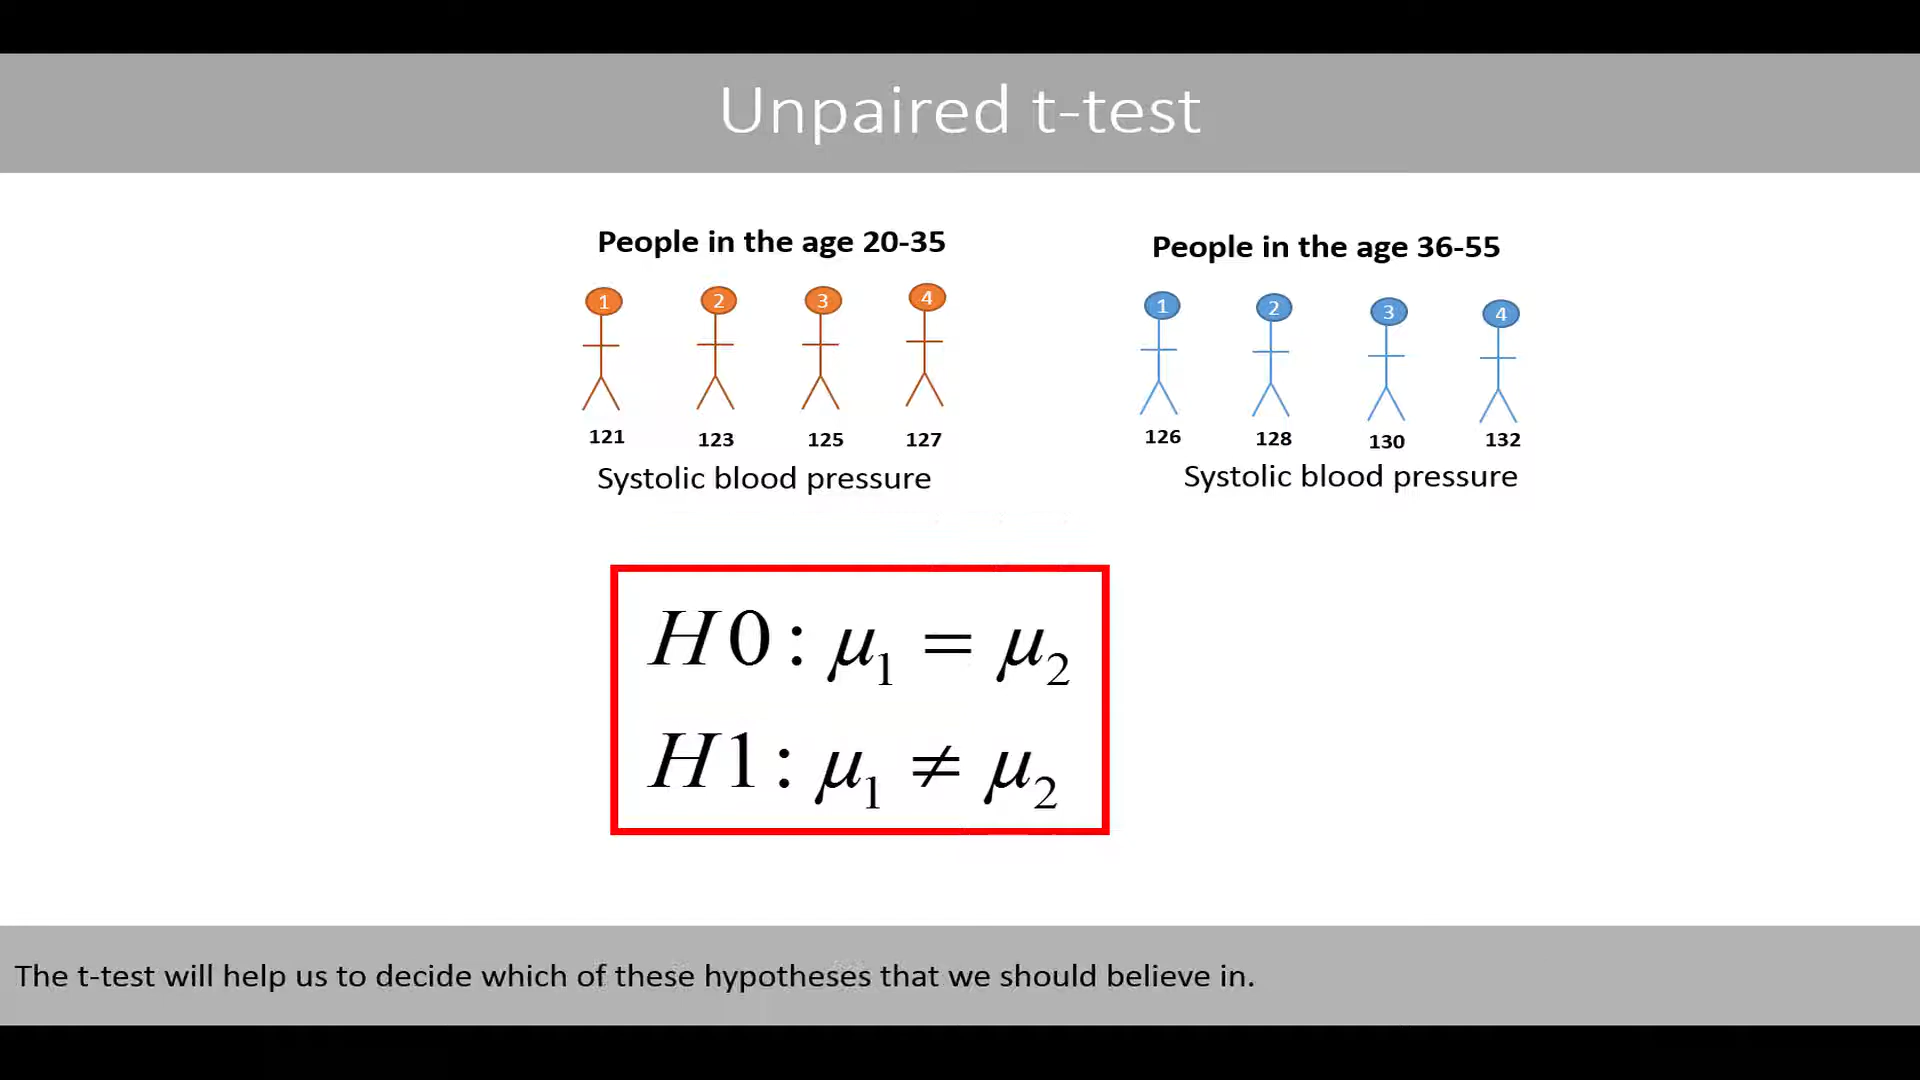 Unpaired t-test
People in the age 20-35
1 2 3 4
121 123 125 127
Systolic blood pressure
People in the age 36-55
1 2 3 4
126 128 130 132
Systolic blood pressure
H0: μ₁ = μ₂
H1: μ₁ ≠ μ₂
The t-test will help us to decide which of these hypotheses that we should believe in.